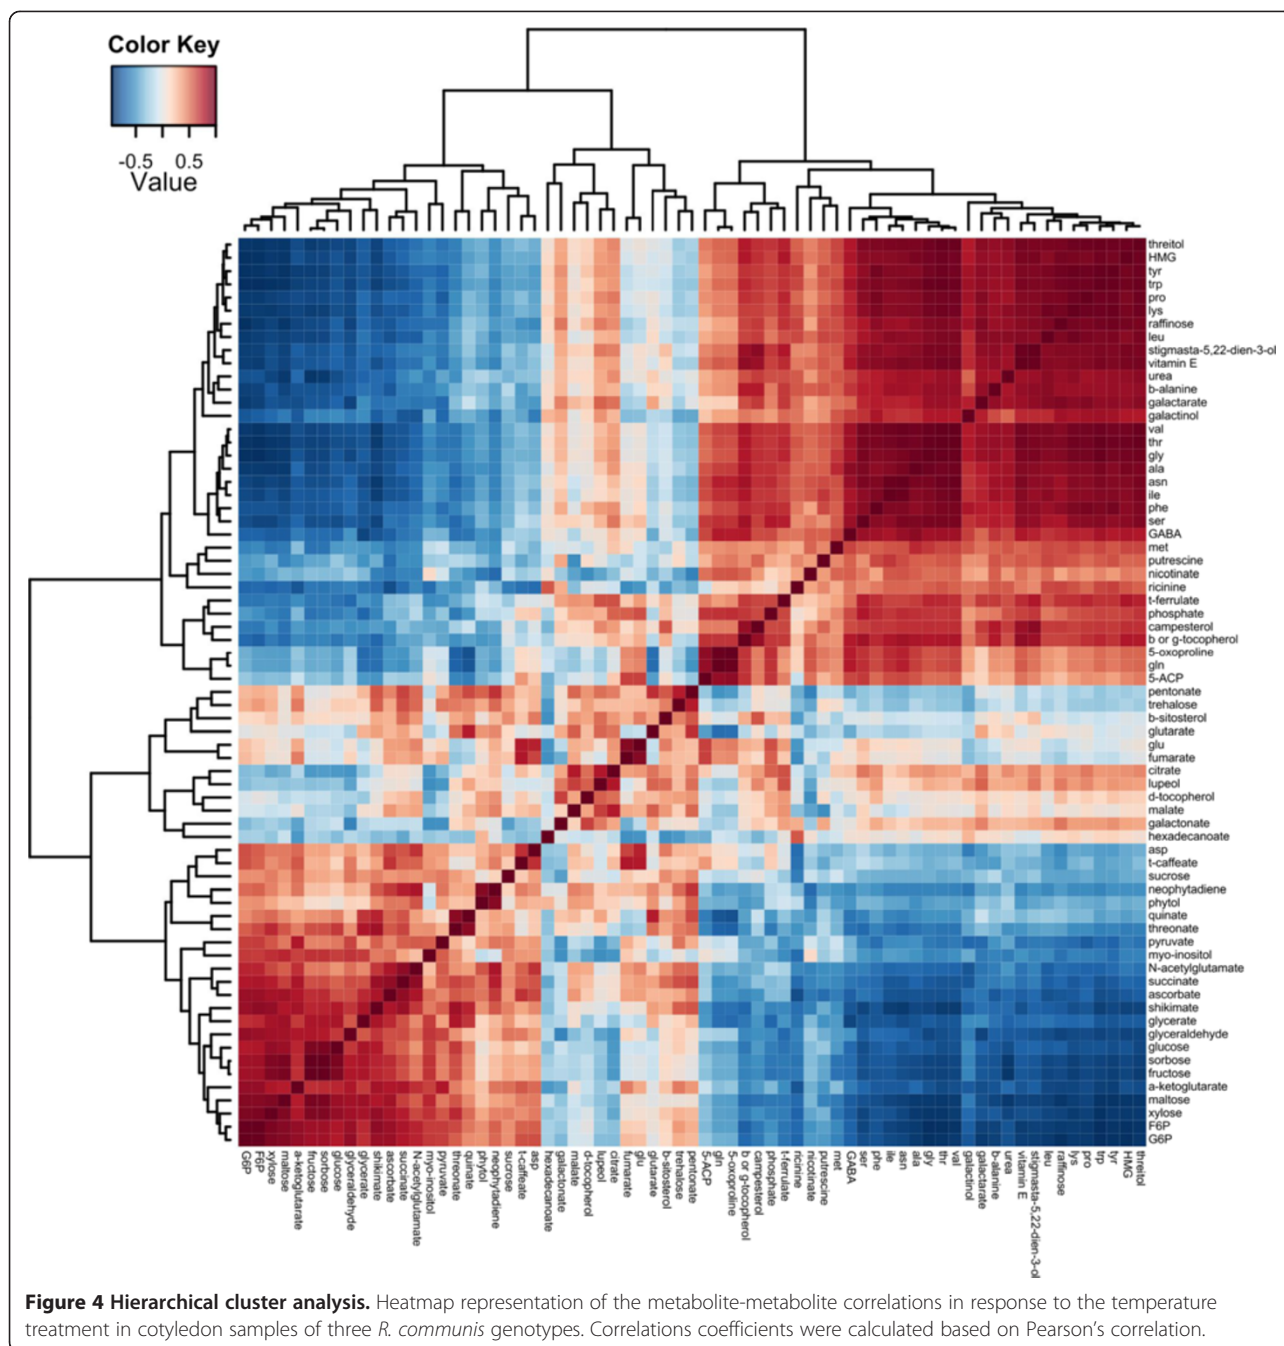 Color Key
-0.5 0.5
Value
threitol
HMG
tyr
trp
pro
lys
raffinose
leu
stigmasta-5,22-dien-3-ol
vitamin E
urea
b-alanine
galactarate
galactinol
val
thr
gly
ala
asn
ile
phe
ser
GABA
met
putrescine
nicotinate
ricinine
t-ferrulate
phosphate
campesterol
b or g-tocopherol
5-oxoproline
gln
5-ACP
pentonate
trehalose
b-sitosterol
glutarate
glu
fumarate
citrate
lupeol
d-tocopherol
malate
galactonate
hexadecanoate
asp
t-caffeate
sucrose
neophytadiene
phytol
quinate
threonate
pyruvate
myo-inositol
N-acetylglutamate
succinate
ascorbate
shikimate
glycerate
glyceraldehyde
glucose
sorbose
fructose
a-ketoglutarate
maltose
xylose
F6P
G6P
G6P
F6P
xylose
maltose
a-ketoglutarate
fructose
sorbose
glucose
glyceraldehyde
glycerate
shikimate
ascorbate
succinate
N-acetylglutamate
myo-inositol
pyruvate
threonate
quinate
phytol
neophytadiene
sucrose
t-caffeate
asp
hexadecanoate
galactonate
malate
d-tocopherol
lupeol
citrate
fumarate
glu
glutarate
b-sitosterol
trehalose
pentonate
5-ACP
gln
5-oxoproline
b or g-tocopherol
campesterol
phosphate
t-ferrulate
ricinine
nicotinate
putrescine
met
GABA
ser
phe
ile
asn
ala
gly
thr
val
galactinol
galactarate
b-alanine
urea
vitamin E
stigmasta-5,22-dien-3-ol
leu
raffinose
lys
pro
trp
tyr
HMG
threitol
Figure 4 Hierarchical cluster analysis. Heatmap representation of the metabolite-metabolite correlations in response to the temperature
treatment in cotyledon samples of three R. communis genotypes. Correlations coefficients were calculated based on Pearson's correlation.